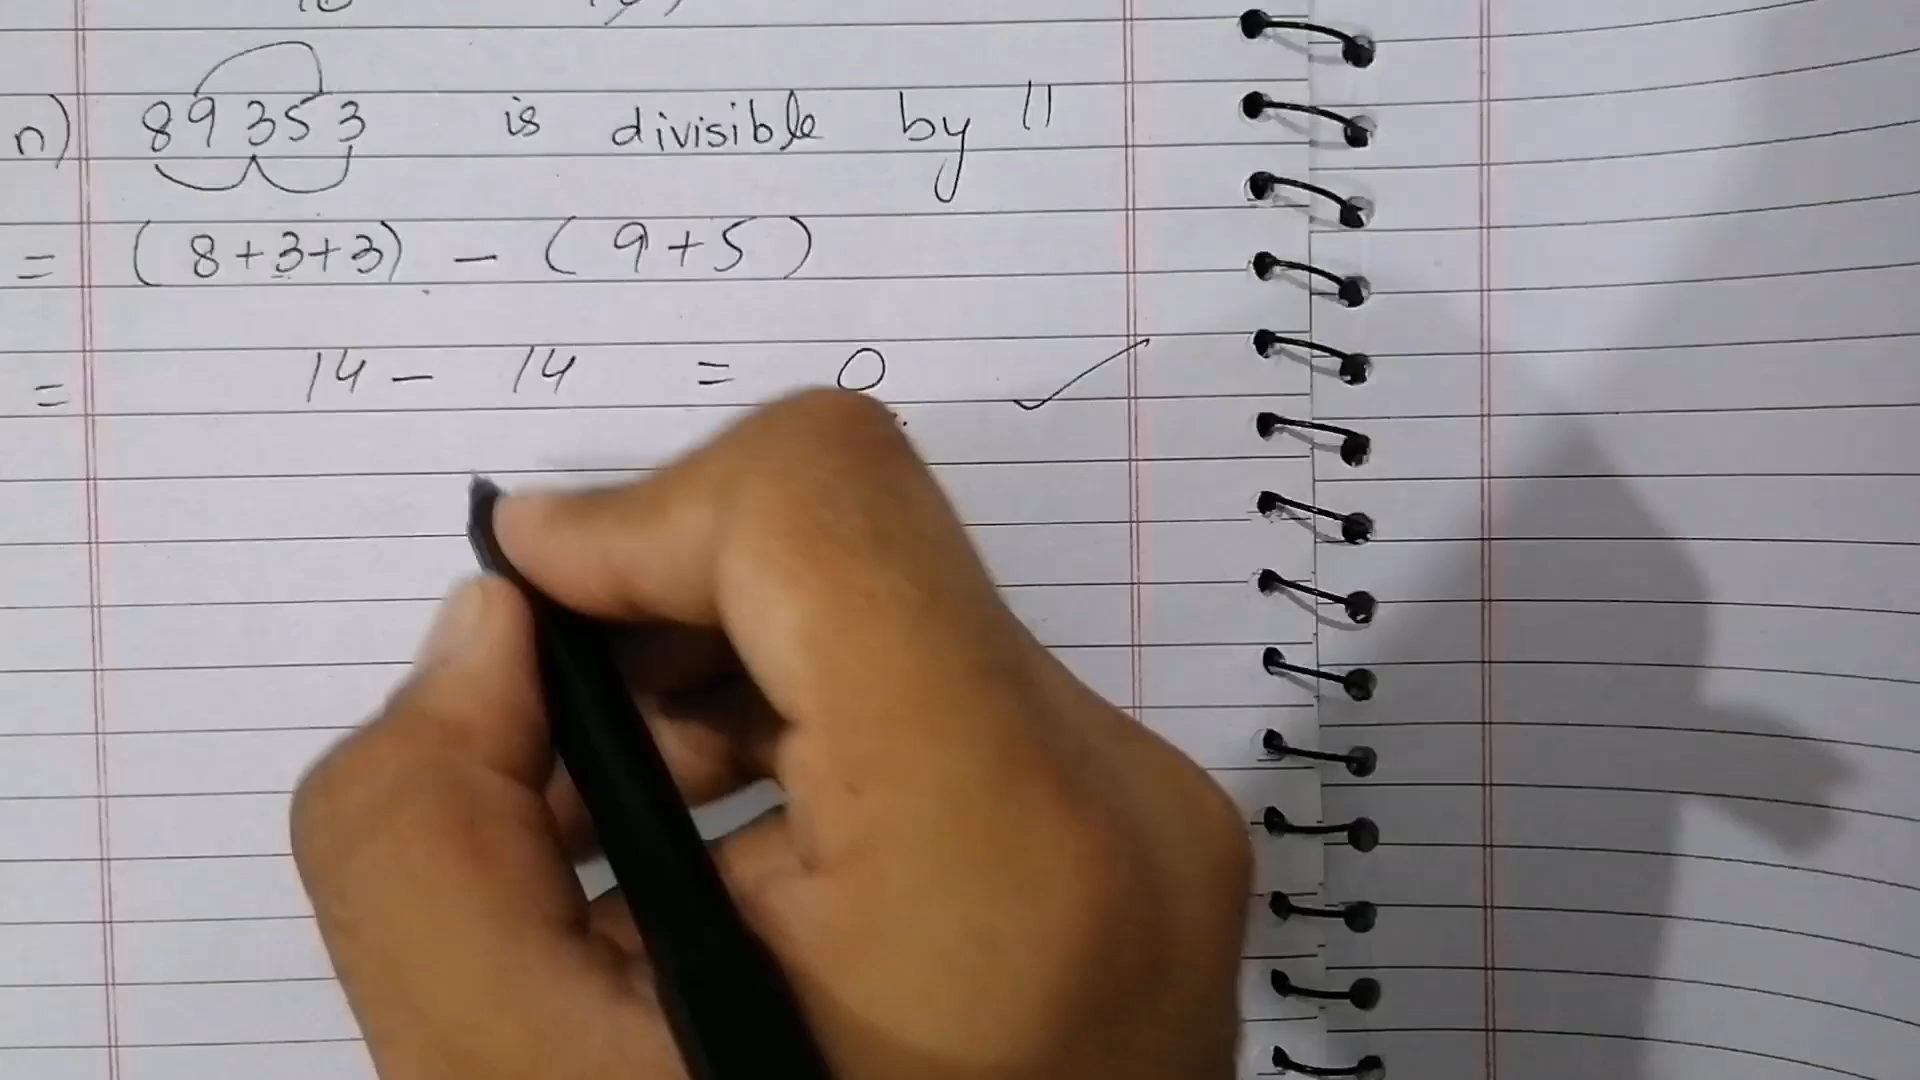 n) 89353 is divisible by 11
= (8+3+3) - (9+5)
= 14 - 14 = 0 ✓